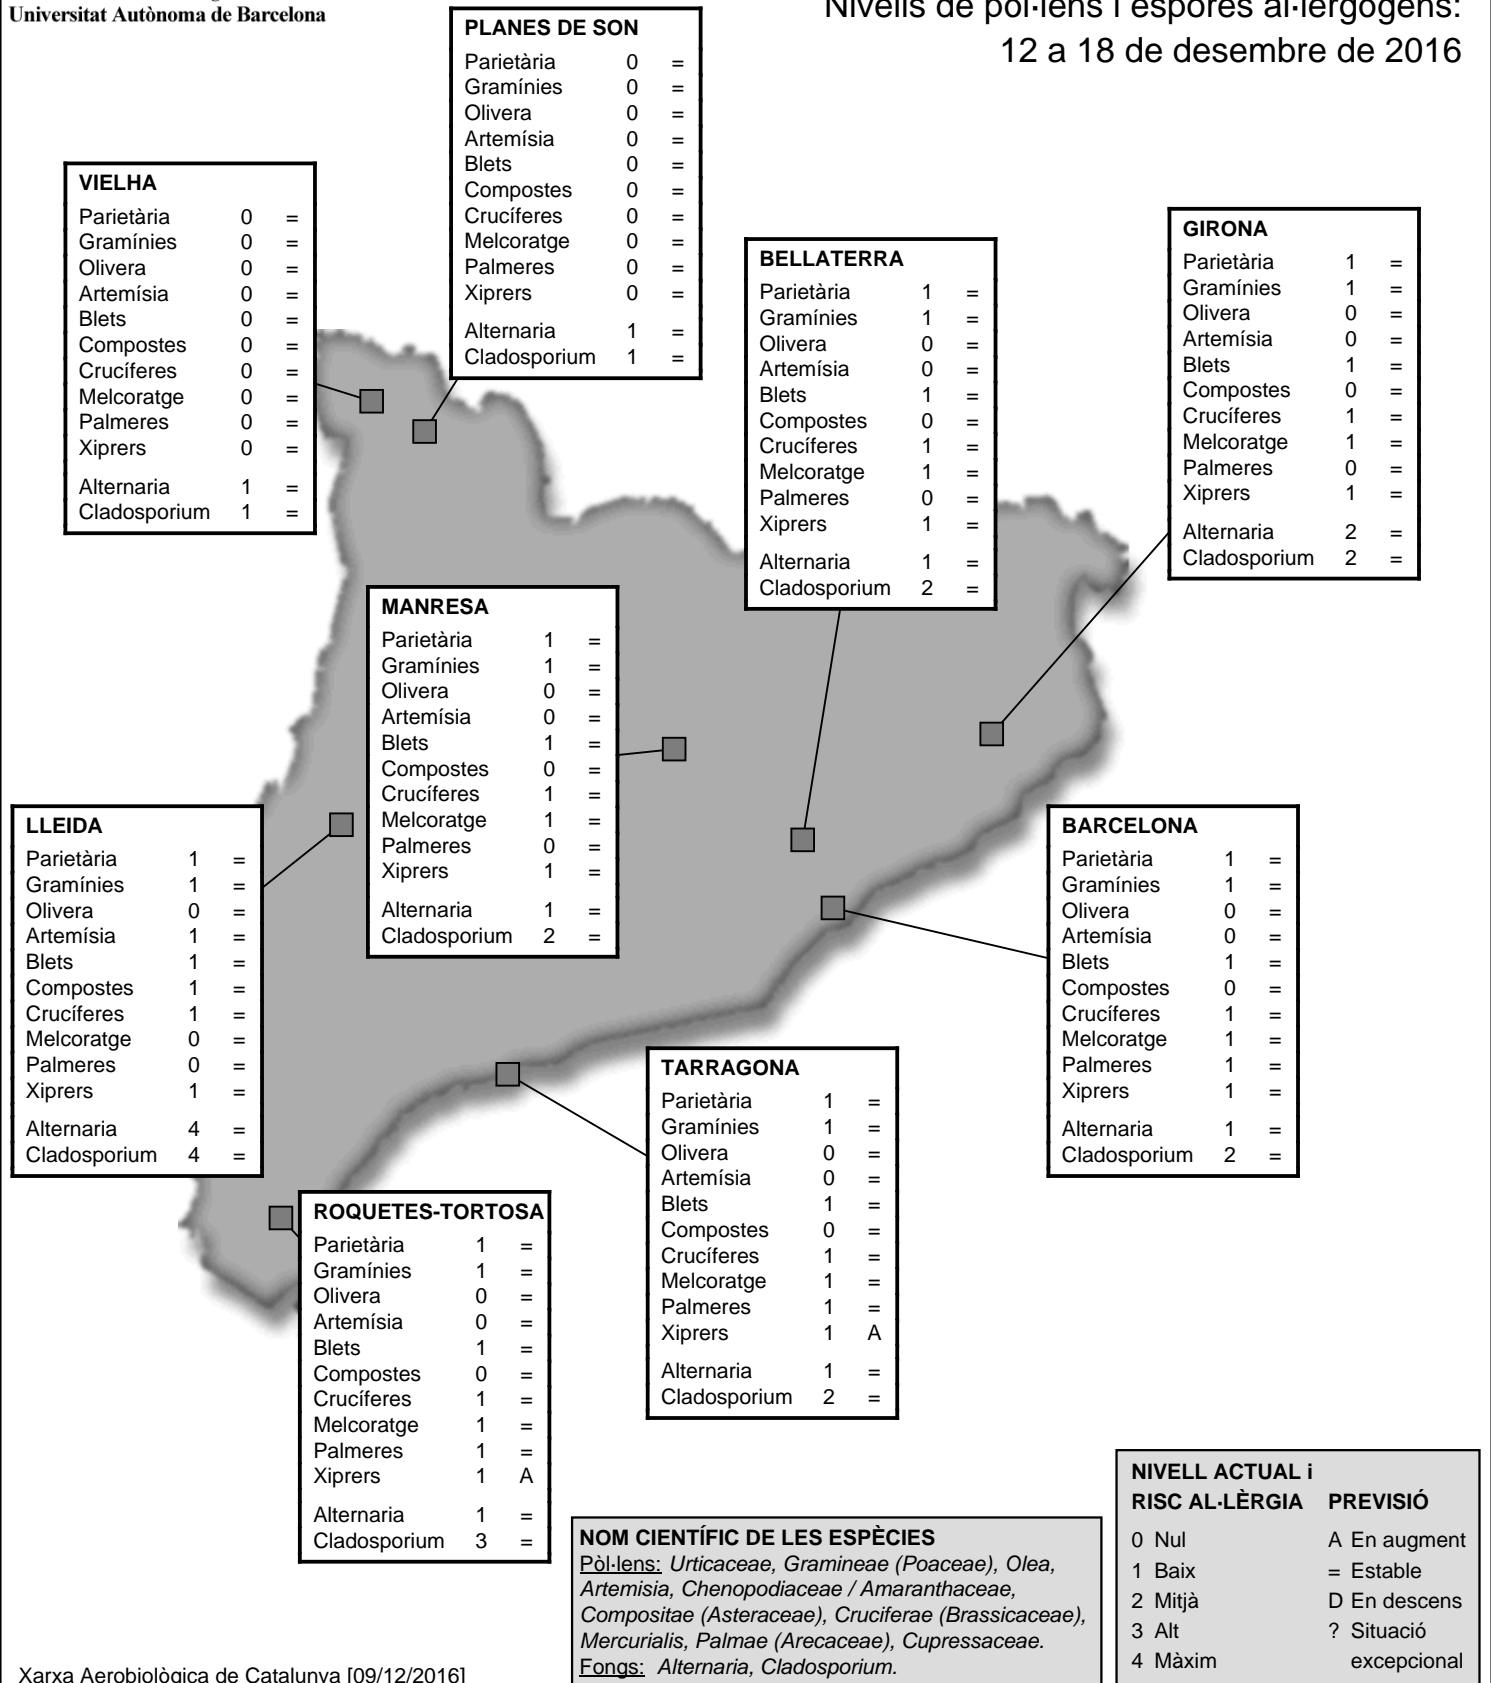 Universitat Autònoma de Barcelona
Nivells de pol·lens i espores al·lergògens:
12 a 18 de desembre de 2016
PLANES DE SON
Parietària 0 =
Gramínies 0 =
Olivera 0 =
Artemísia 0 =
Blets 0 =
Compostes 0 =
Crucíferes 0 =
Melcoratge 0 =
Palmeres 0 =
Xiprers 0 =
Alternaria 1 =
Cladosporium 1 =
VIELHA
Parietària 0 =
Gramínies 0 =
Olivera 0 =
Artemísia 0 =
Blets 0 =
Compostes 0 =
Crucíferes 0 =
Melcoratge 0 =
Palmeres 0 =
Xiprers 0 =
Alternaria 1 =
Cladosporium 1 =
GIRONA
Parietària 1 =
Gramínies 1 =
Olivera 0 =
Artemísia 0 =
Blets 1 =
Compostes 0 =
Crucíferes 1 =
Melcoratge 1 =
Palmeres 0 =
Xiprers 1 =
Alternaria 2 =
Cladosporium 2 =
BELLATERRA
Parietària 1 =
Gramínies 1 =
Olivera 0 =
Artemísia 0 =
Blets 1 =
Compostes 0 =
Crucíferes 1 =
Melcoratge 1 =
Palmeres 0 =
Xiprers 1 =
Alternaria 1 =
Cladosporium 2 =
MANRESA
Parietària 1 =
Gramínies 1 =
Olivera 0 =
Artemísia 0 =
Blets 1 =
Compostes 0 =
Crucíferes 1 =
Melcoratge 1 =
Palmeres 0 =
Xiprers 1 =
Alternaria 1 =
Cladosporium 2 =
LLEIDA
Parietària 1 =
Gramínies 1 =
Olivera 0 =
Artemísia 1 =
Blets 1 =
Compostes 1 =
Crucíferes 1 =
Melcoratge 0 =
Palmeres 0 =
Xiprers 1 =
Alternaria 4 =
Cladosporium 4 =
BARCELONA
Parietària 1 =
Gramínies 1 =
Olivera 0 =
Artemísia 0 =
Blets 1 =
Compostes 0 =
Crucíferes 1 =
Melcoratge 1 =
Palmeres 1 =
Xiprers 1 =
Alternaria 1 =
Cladosporium 2 =
TARRAGONA
Parietària 1 =
Gramínies 1 =
Olivera 0 =
Artemísia 0 =
Blets 1 =
Compostes 0 =
Crucíferes 1 =
Melcoratge 1 =
Palmeres 1 =
Xiprers 1 A
Alternaria 1 =
Cladosporium 2 =
ROQUETES-TORTOSA
Parietària 1 =
Gramínies 1 =
Olivera 0 =
Artemísia 0 =
Blets 1 =
Compostes 0 =
Crucíferes 1 =
Melcoratge 1 =
Palmeres 1 =
Xiprers 1 A
Alternaria 1 =
Cladosporium 3 =
NOM CIENTÍFIC DE LES ESPÈCIES
Pòl·lens: Urticaceae, Gramineae (Poaceae), Olea,
Artemisia, Chenopodiaceae / Amaranthaceae,
Compositae (Asteraceae), Cruciferae (Brassicaceae),
Mercurialis, Palmae (Arecaceae), Cupressaceae.
Fongs: Alternaria, Cladosporium.
NIVELL ACTUAL i
RISC AL·LÈRGIA PREVISIÓ
0 Nul A En augment
1 Baix = Estable
2 Mitjà D En descens
3 Alt ? Situació
4 Màxim excepcional
Xarxa Aerobiològica de Catalunya [09/12/2016]